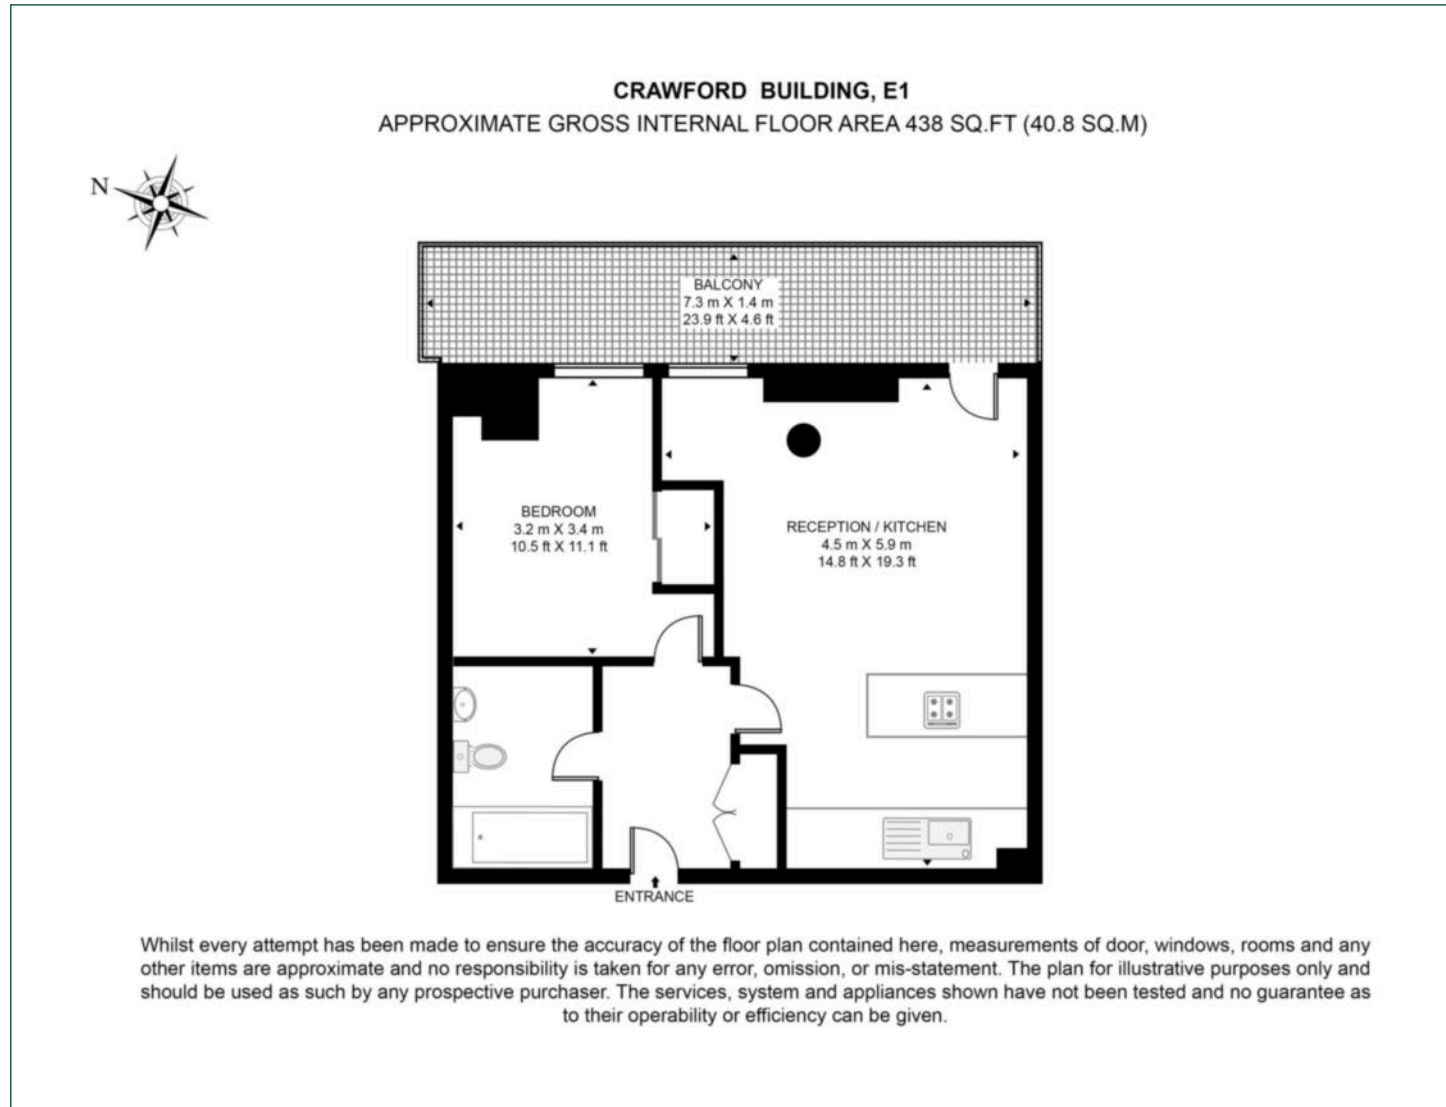 CRAWFORD BUILDING, E1
APPROXIMATE GROSS INTERNAL FLOOR AREA 438 SQ.FT (40.8 SQ.M)
N
BALCONY
7.3 m X 1.4 m
23.9 ft X 4.6 ft
BEDROOM
3.2 m X 3.4 m
10.5 ft X 11.1 ft
RECEPTION / KITCHEN
4.5 m X 5.9 m
14.8 ft X 19.3 ft
ENTRANCE
Whilst every attempt has been made to ensure the accuracy of the floor plan contained here, measurements of door, windows, rooms and any
other items are approximate and no responsibility is taken for any error, omission, or mis-statement. The plan for illustrative purposes only and
should be used as such by any prospective purchaser. The services, system and appliances shown have not been tested and no guarantee as
to their operability or efficiency can be given.